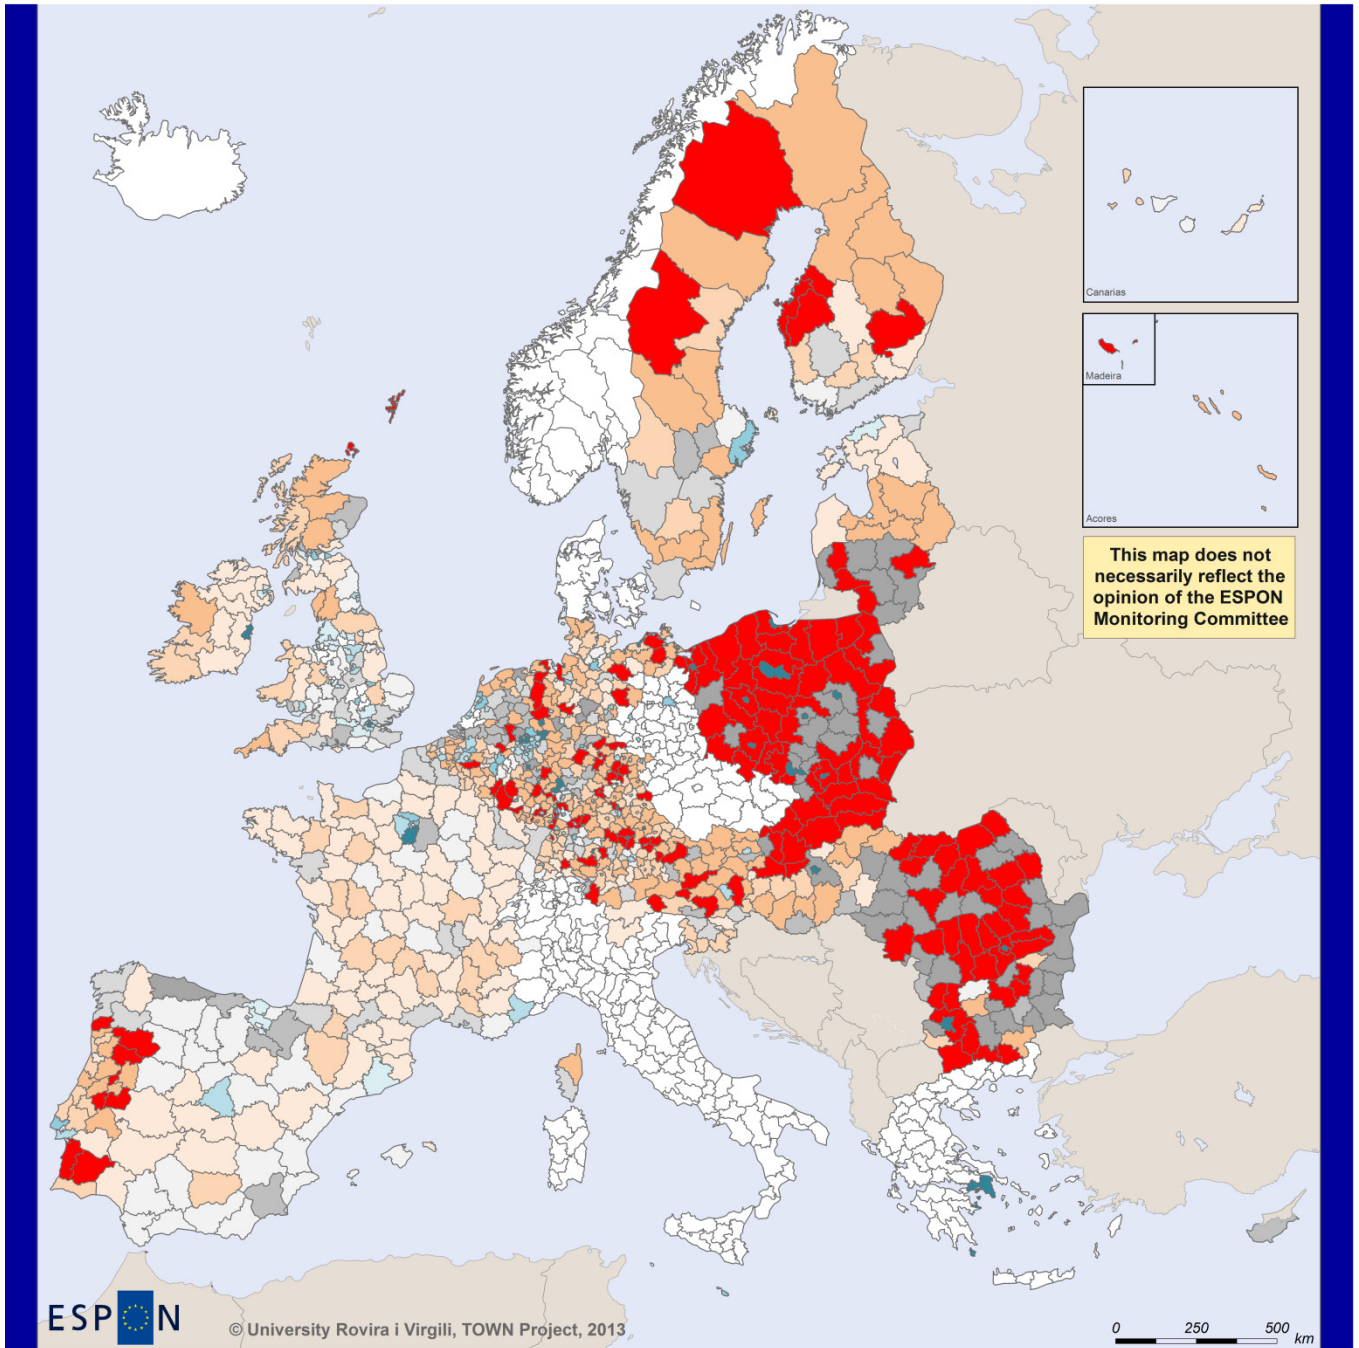 Canarias
Madeira
Acores
This map does not
necessarily reflect the
opinion of the ESPON
Monitoring Committee
ESPON
© University Rovira i Virgili, TOWN Project, 2013
0 250 500
km